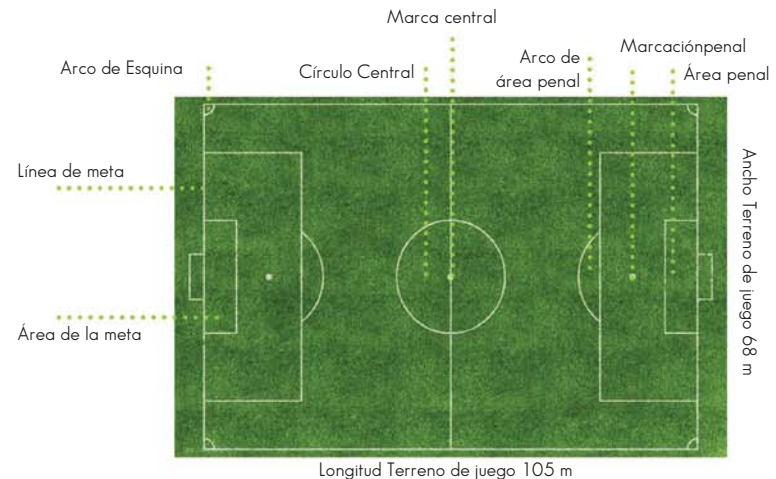 Marca central
Arco de Esquina
Círculo Central
Arco de
área penal
Marcaciónpenal
Área penal
Línea de meta
Área de la meta
Ancho Terreno de juego 68 m
Longitud Terreno de juego 105 m